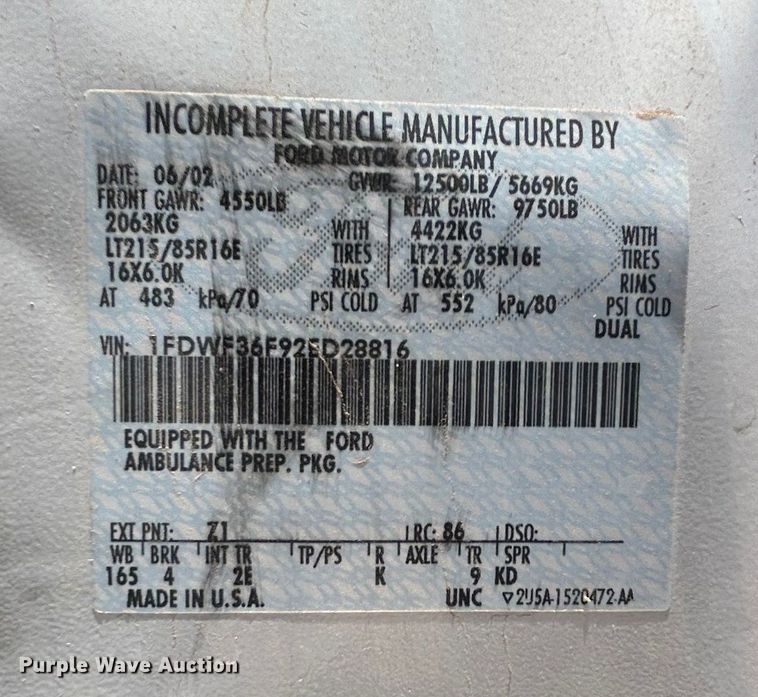 INCOMPLETE VEHICLE MANUFACTURED BY
FORD MOTOR COMPANY
DATE: 06/02 GVWR: 12500LB/ 5669KG
FRONT GAWR: 4550LB REAR GAWR: 9750LB
2063KG WITH 4422KG WITH
LT215/85R16E TIRES LT215/85R16E TIRES
16X6.0K RIMS 16X6.0K RIMS
AT 483 kPa/70 PSI COLD AT 552 kPa/80 PSI COLD
DUAL
VIN: 1FDWF36F92ED28816
EQUIPPED WITH THE FORD
AMBULANCE PREP. PKG.
EXT PNT: Z1 RC: 86 DSO:
WB BRK INT TR TP/PS R AXLE TR SPR
165 4 2E K 9 KD
MADE IN U.S.A. UNC ▽2U5A-1520472-AA
Purple Wave Auction